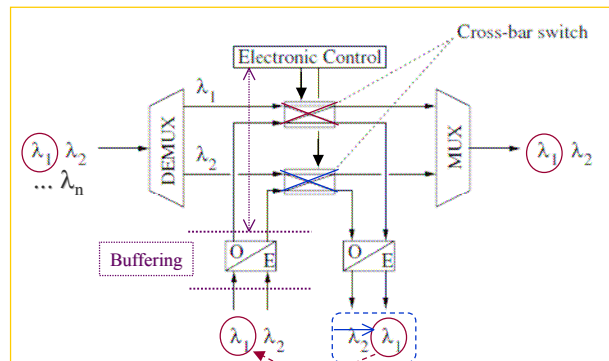 Cross-bar switch
Electronic Control
λ1
λ1 λ2
... λn
DEMUX
λ2
MUX
λ1 λ2
Buffering
O E
O E
λ1 λ2
λ2 λ1